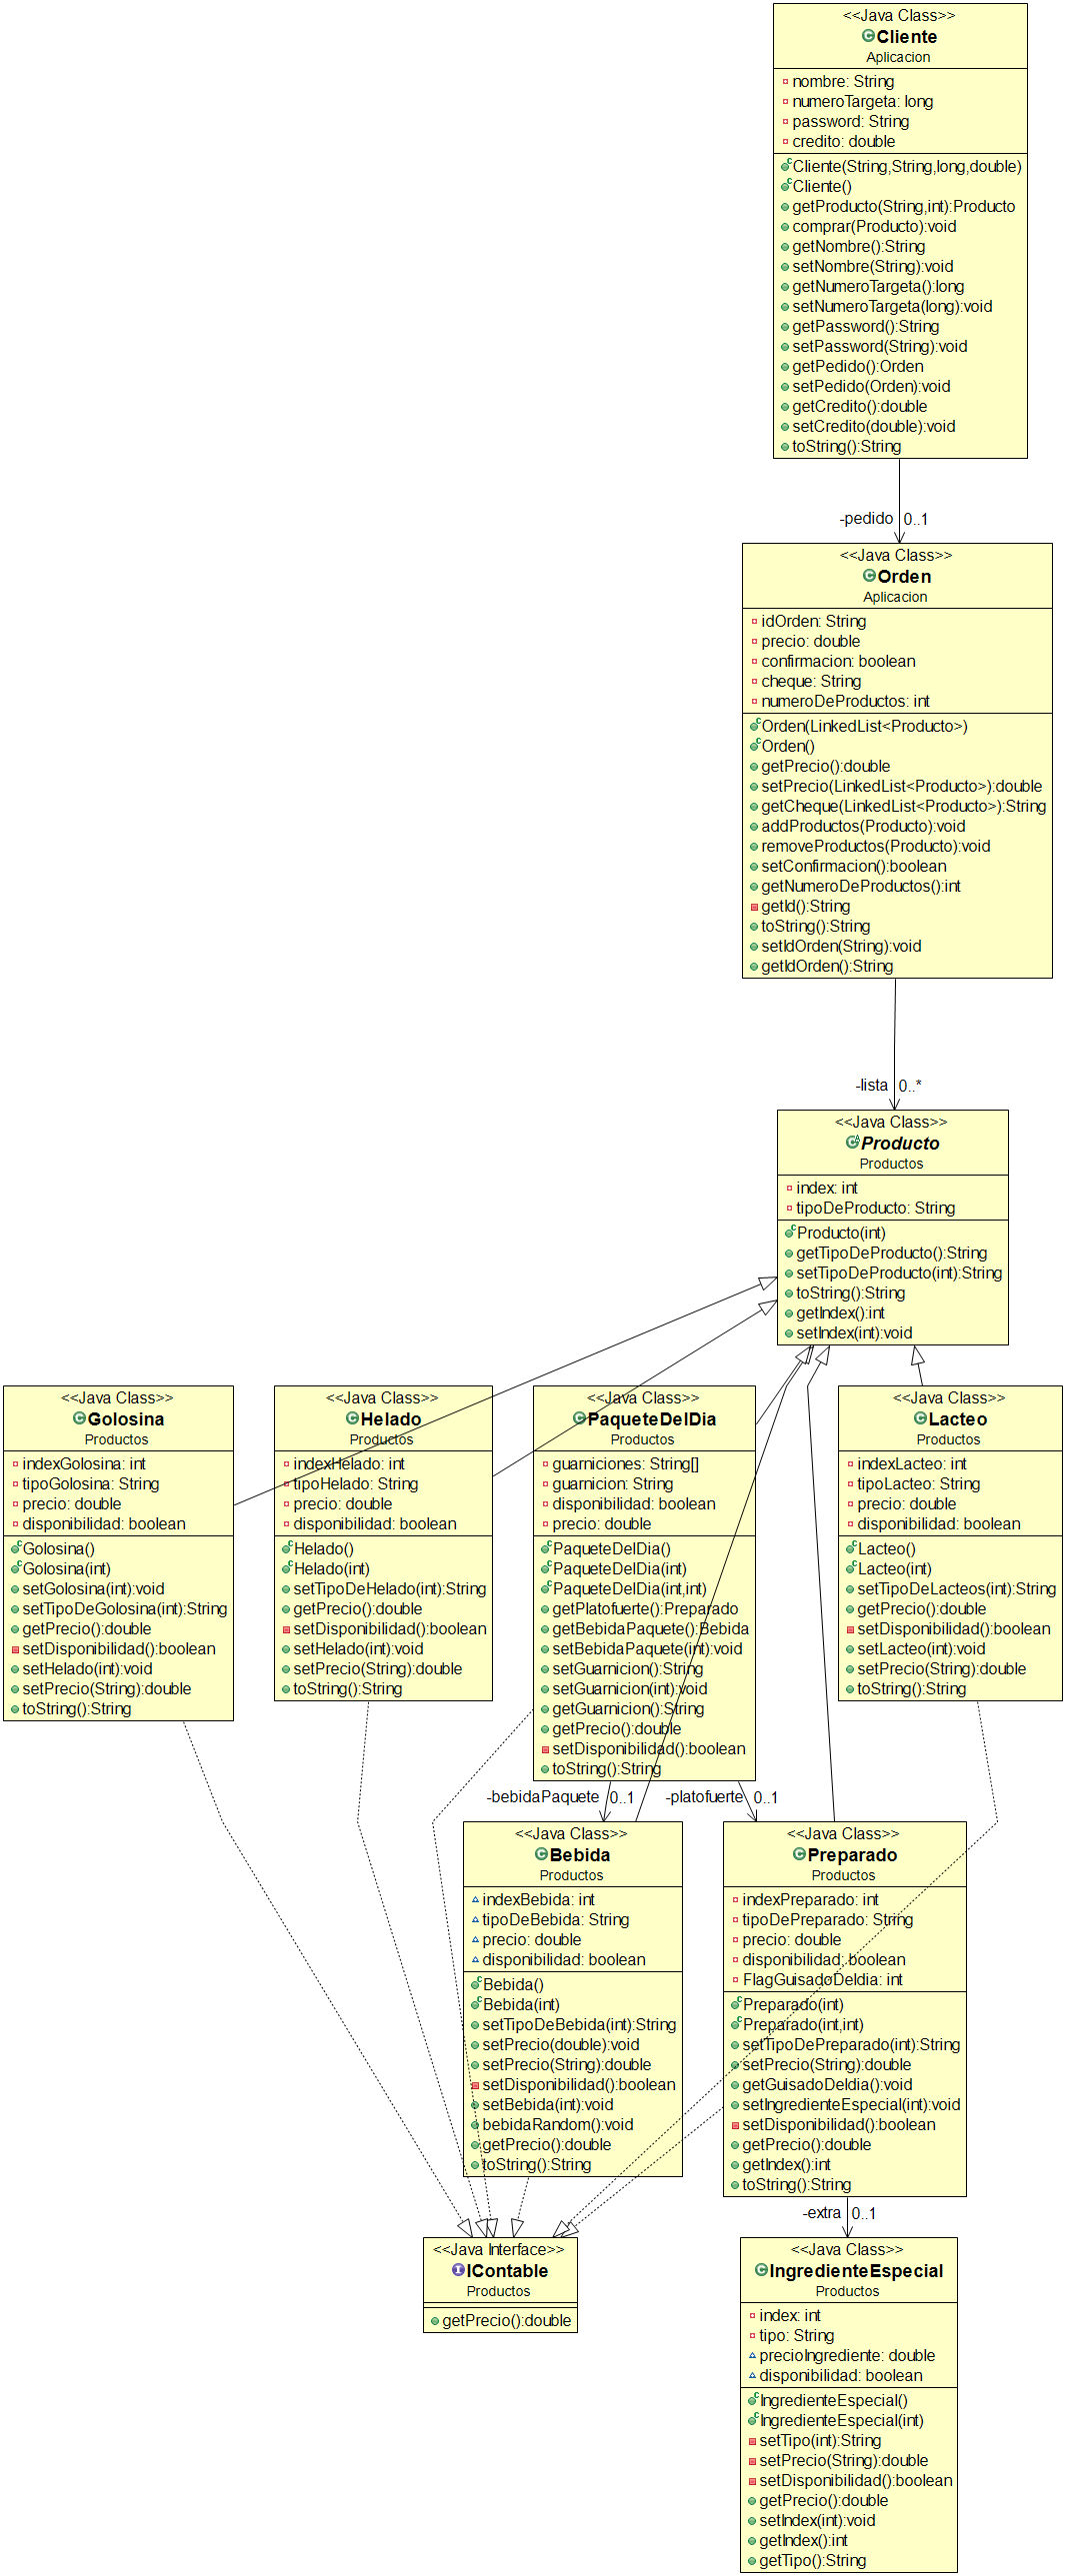 <<Java Class>>
Cliente
Aplicacion
nombre: String
numeroTargeta: long
password: String
credito: double
Cliente(String,String,long,double)
Cliente()
getProducto(String,int):Producto
comprar(Producto):void
getNombre():String
setNombre(String):void
getNumeroTargeta():long
setNumeroTargeta(long):void
getPassword():String
setPassword(String):void
getPedido():Orden
setPedido(Orden):void
getCredito():double
setCredito(double):void
toString():String
-pedido 0..1
<<Java Class>>
Orden
Aplicacion
idOrden: String
precio: double
confirmacion: boolean
cheque: String
numeroDeProductos: int
Orden(LinkedList<Producto>)
Orden()
getPrecio():double
setPrecio(LinkedList<Producto>):double
getCheque(LinkedList<Producto>):String
addProductos(Producto):void
removeProductos(Producto):void
setConfirmacion():boolean
getNumeroDeProductos():int
getId():String
toString():String
setIdOrden(String):void
getIdOrden():String
-lista 0..*
<<Java Class>>
Producto
Productos
index: int
tipoDeProducto: String
Producto(int)
getTipoDeProducto():String
setTipoDeProducto(int):String
toString():String
getIndex():int
setIndex(int):void
<<Java Class>>
Golosina
Productos
indexGolosina: int
tipoGolosina: String
precio: double
disponibilidad: boolean
Golosina()
Golosina(int)
setGolosina(int):void
setTipoDeGolosina(int):String
getPrecio():double
setDisponibilidad():boolean
setHelado(int):void
setPrecio(String):double
toString():String
<<Java Class>>
Helado
Productos
indexHelado: int
tipoHelado: String
precio: double
disponibilidad: boolean
Helado()
Helado(int)
setTipoDeHelado(int):String
getPrecio():double
setDisponibilidad():boolean
setHelado(int):void
setPrecio(String):double
toString():String
<<Java Class>>
PaqueteDelDia
Productos
guarniciones: String[]
guarnicion: String
disponibilidad: boolean
precio: double
PaqueteDelDia()
PaqueteDelDia(int)
PaqueteDelDia(int,int)
getPlatofuerte():Preparado
getBebidaPaquete():Bebida
setBebidaPaquete(int):void
setGuarnicion():String
setGuarnicion(int):void
getGuarnicion():String
getPrecio():double
setDisponibilidad():boolean
toString():String
<<Java Class>>
Lacteo
Productos
indexLacteo: int
tipoLacteo: String
precio: double
disponibilidad: boolean
Lacteo()
Lacteo(int)
setTipoDeLacteos(int):String
getPrecio():double
setDisponibilidad():boolean
setLacteo(int):void
setPrecio(String):double
toString():String
-bebidaPaquete 0..1
-platofuerte 0..1
<<Java Class>>
Bebida
Productos
indexBebida: int
tipoDeBebida: String
precio: double
disponibilidad: boolean
Bebida()
Bebida(int)
setTipoDeBebida(int):String
setPrecio(double):void
setPrecio(String):double
setDisponibilidad():boolean
setBebida(int):void
bebidaRandom():void
getPrecio():double
toString():String
<<Java Class>>
Preparado
Productos
indexPreparado: int
tipoDePreparado: String
precio: double
disponibilidad: boolean
FlagGuisadoDeldia: int
Preparado(int)
Preparado(int,int)
setTipoDePreparado(int):String
setPrecio(String):double
getGuisadoDeldia():void
setIngredienteEspecial(int):void
setDisponibilidad():boolean
getPrecio():double
getIndex():int
toString():String
-extra 0..1
<<Java Interface>>
IContable
Productos
getPrecio():double
<<Java Class>>
IngredienteEspecial
Productos
index: int
tipo: String
precioIngrediente: double
disponibilidad: boolean
IngredienteEspecial()
IngredienteEspecial(int)
setTipo(int):String
setPrecio(String):double
setDisponibilidad():boolean
getPrecio():double
setIndex(int):void
getIndex():int
getTipo():String